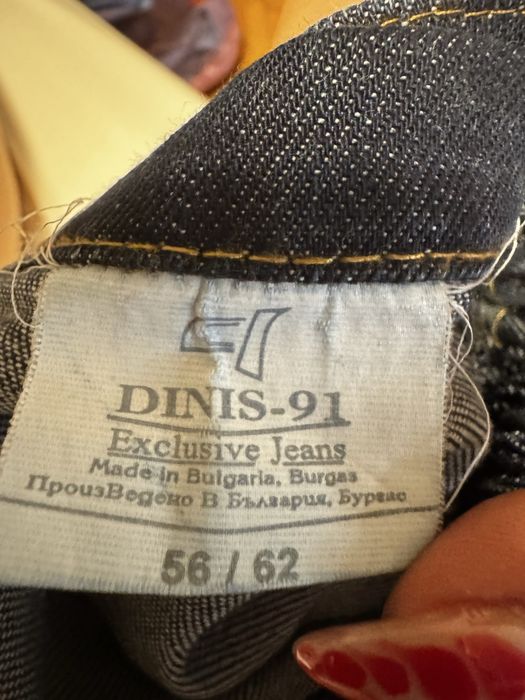 DINIS-91
Exclusive Jeans
Made in Bulgaria, Burgas
ПроизВедено В България, Бургас
56 / 62